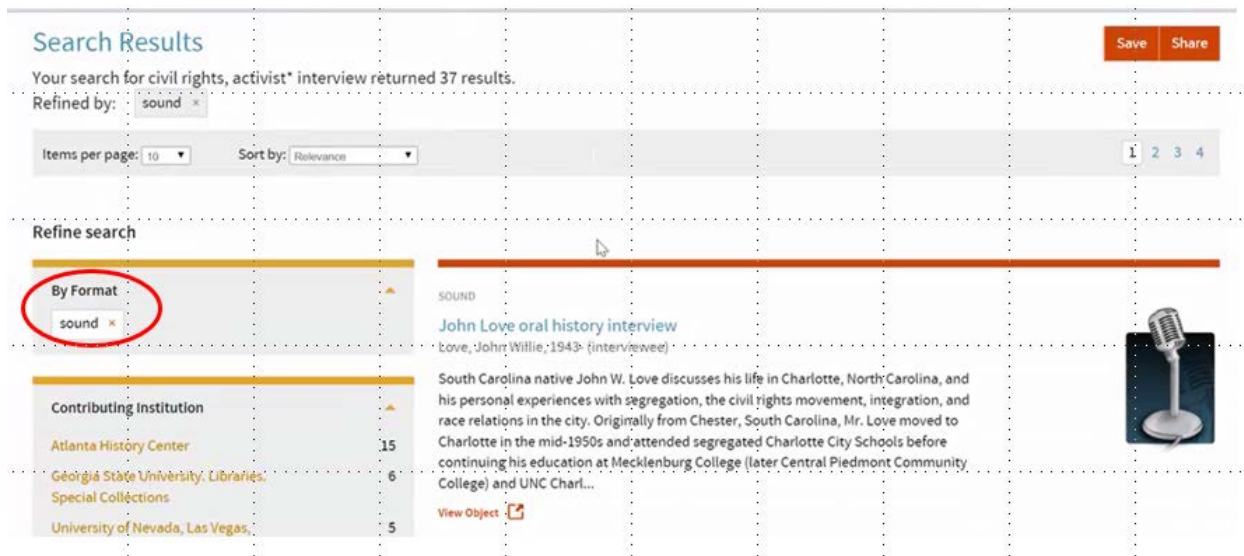 Search Results
Save Share
Your search for civil rights, activist* interview returned 37 results.
Refined by: sound ×
Items per page: 10 Sort by: Relevance
1 2 3 4
Refine search
By Format
sound ×
Contributing Institution
Atlanta History Center 15
Georgia State University. Libraries. 6
Special Collections
University of Nevada, Las Vegas, 5
SOUND
John Love oral history interview
Love, John Willie, 1943- (interviewee)
South Carolina native John W. Love discusses his life in Charlotte, North Carolina, and
his personal experiences with segregation, the civil rights movement, integration, and
race relations in the city. Originally from Chester, South Carolina, Mr. Love moved to
Charlotte in the mid-1950s and attended segregated Charlotte City Schools before
continuing his education at Mecklenburg College (later Central Piedmont Community
College) and UNC Charl...
View Object